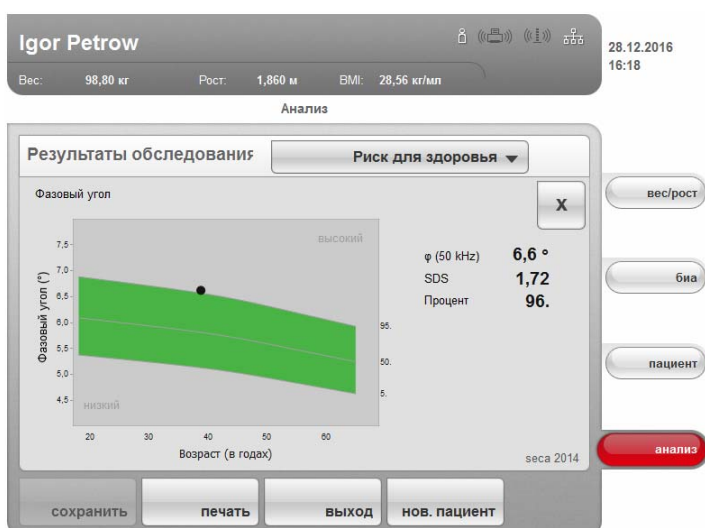 Igor Petrow
28.12.2016
16:18
Вес: 98,80 кг Рост: 1,860 м BMI: 28,56 кг/мл
Анализ
Результаты обследования Риск для здоровья
Фазовый угол
X
вес/рост
высокий
7,5
7,0
6,5
6,0
5,5
5,0
4,5
Фазовый угол (°)
φ (50 kHz) 6,6 °
SDS 1,72
Процент 96.
биа
95.
50.
5.
пациент
низкий
20 30 40 50 60
Возраст (в годах)
seca 2014
анализ
сохранить печать выход нов. пациент